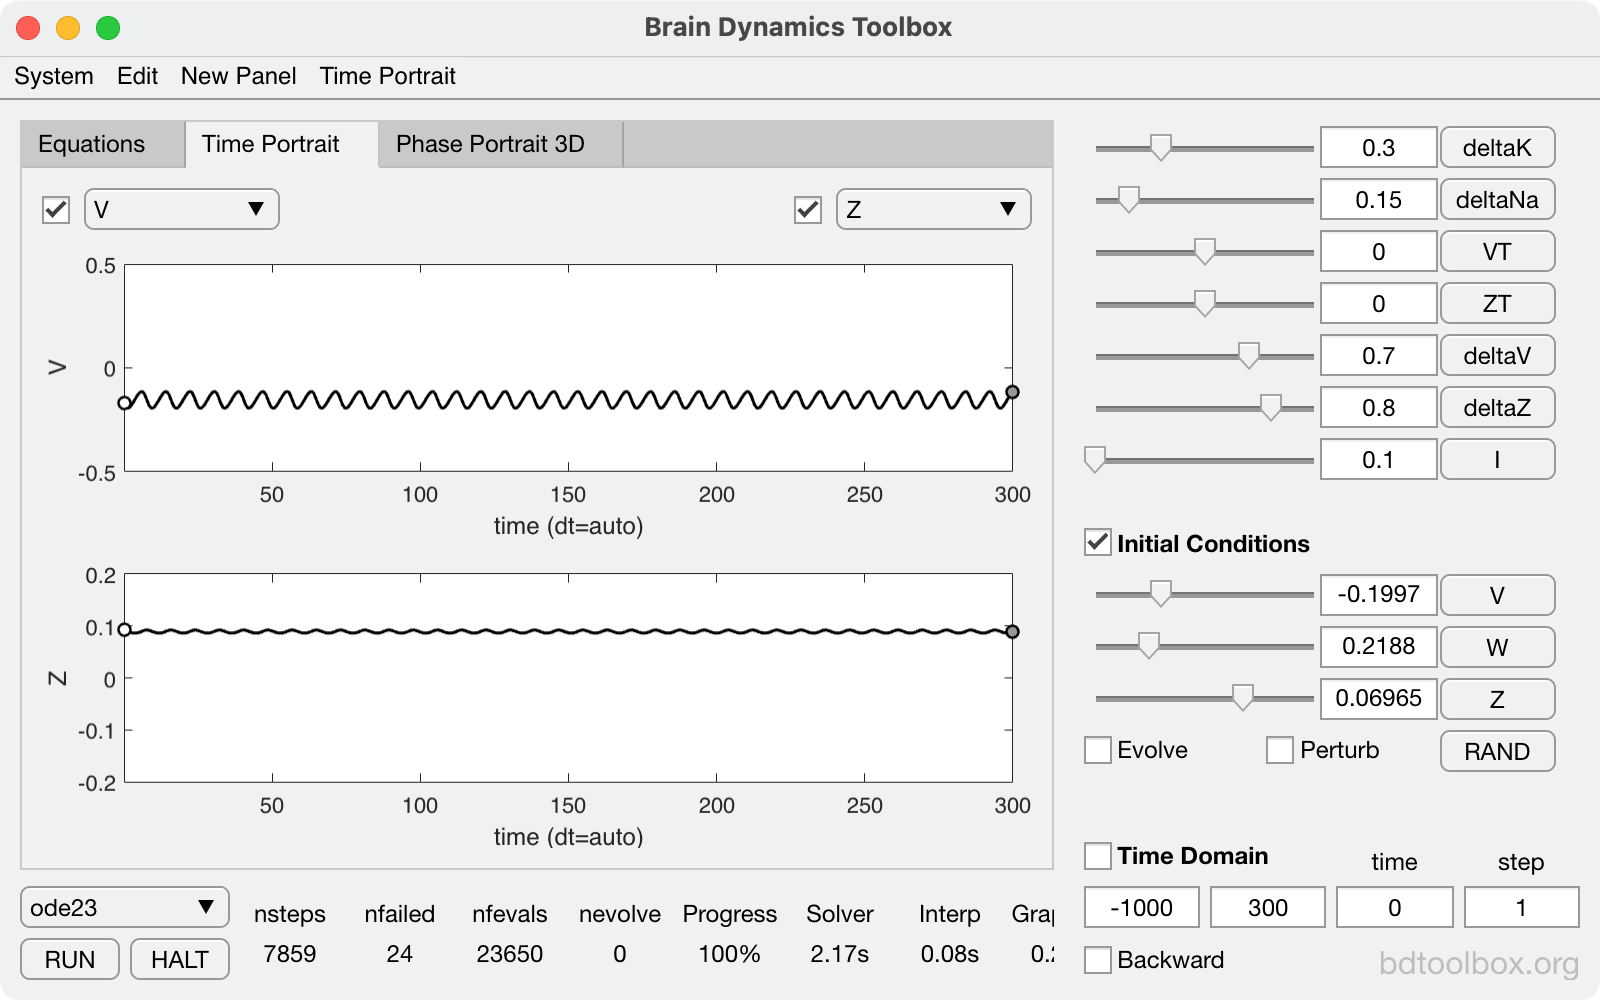 Brain Dynamics Toolbox
System Edit New Panel Time Portrait
Equations Time Portrait Phase Portrait 3D
V Z
0.5
0
-0.5
V
50 100 150 200 250 300
time (dt=auto)
0.2
0.1
0
-0.1
-0.2
Z
50 100 150 200 250 300
time (dt=auto)
ode23
RUN HALT
nsteps nfailed nfevals nevolve Progress Solver Interp
7859 24 23650 0 100% 2.17s 0.08s
0.3 deltaK
0.15 deltaNa
0 VT
0 ZT
0.7 deltaV
0.8 deltaZ
0.1 I
Initial Conditions
-0.1997 V
0.2188 W
0.06965 Z
Evolve Perturb RAND
Time Domain time step
-1000 300 0 1
Backward
bdtoolbox.org